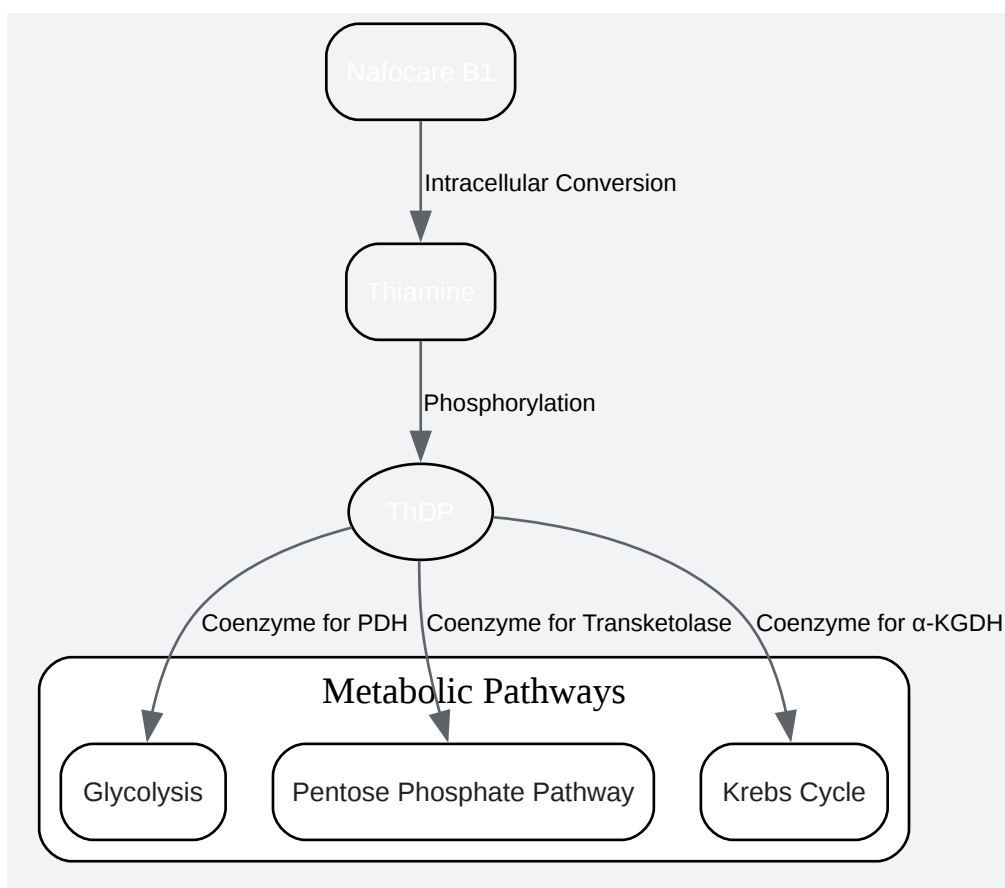 Nafocare B1
Intracellular Conversion
Thiamine
Phosphorylation
ThDP
Coenzyme for PDH
Coenzyme for Transketolase
Coenzyme for α-KGDH
Metabolic Pathways
Glycolysis
Pentose Phosphate Pathway
Krebs Cycle